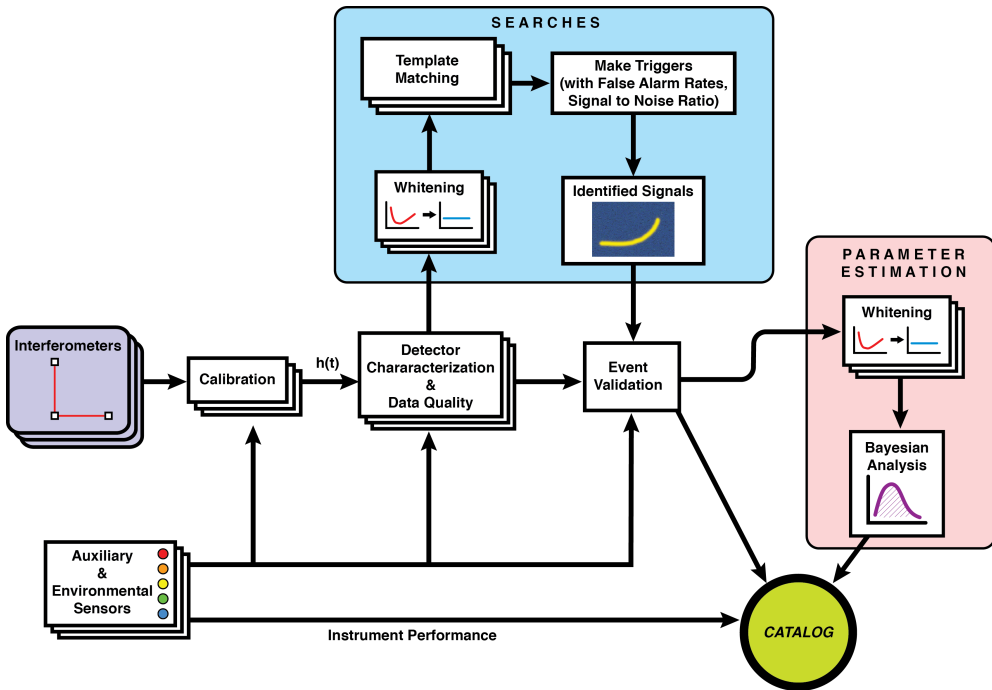 SEARCHES
Template
Matching
Make Triggers
(with False Alarm Rates,
Signal to Noise Ratio)
Whitening
Identified Signals
PARAMETER
ESTIMATION
Whitening
Interferometers
Calibration
h(t)
Detector
Chararacterization
&
Data Quality
Event
Validation
Bayesian
Analysis
Auxiliary
&
Environmental
Sensors
Instrument Performance
CATALOG